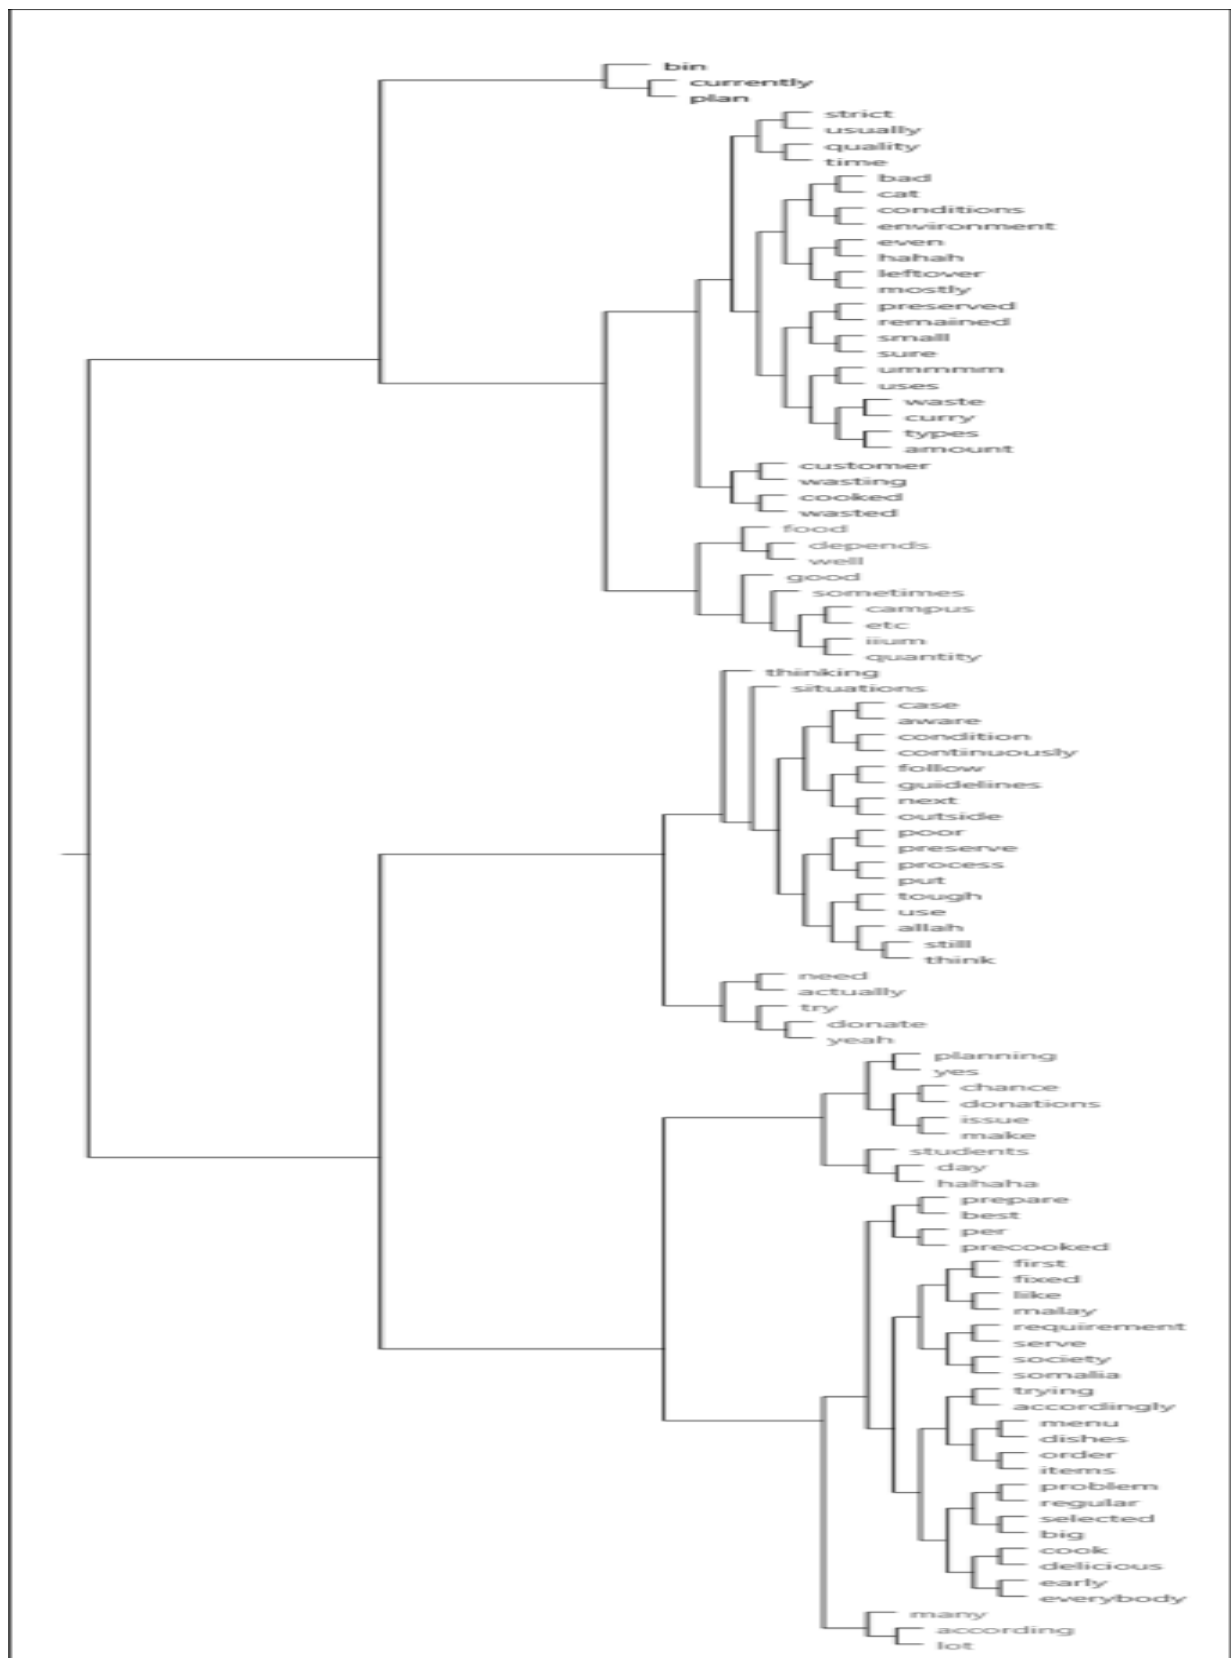 bin
currently
plan
strict
usually
quality
time
bad
cat
conditions
environment
even
hahah
leftover
mostly
preserved
remained
small
sure
ummmm
uses
waste
curry
types
amount
customer
wasting
cooked
wasted
food
depends
well
good
sometimes
campus
etc
iium
quantity
thinking
situations
case
aware
condition
continuously
follow
guidelines
next
outside
poor
preserve
process
put
tough
use
allah
still
think
need
actually
try
donate
yeah
planning
yes
chance
donations
issue
make
students
day
hahaha
prepare
best
per
precooked
first
fixed
like
malay
requirement
serve
society
somalia
trying
accordingly
menu
dishes
order
items
problem
regular
selected
big
cook
delicious
early
everybody
many
according
lot